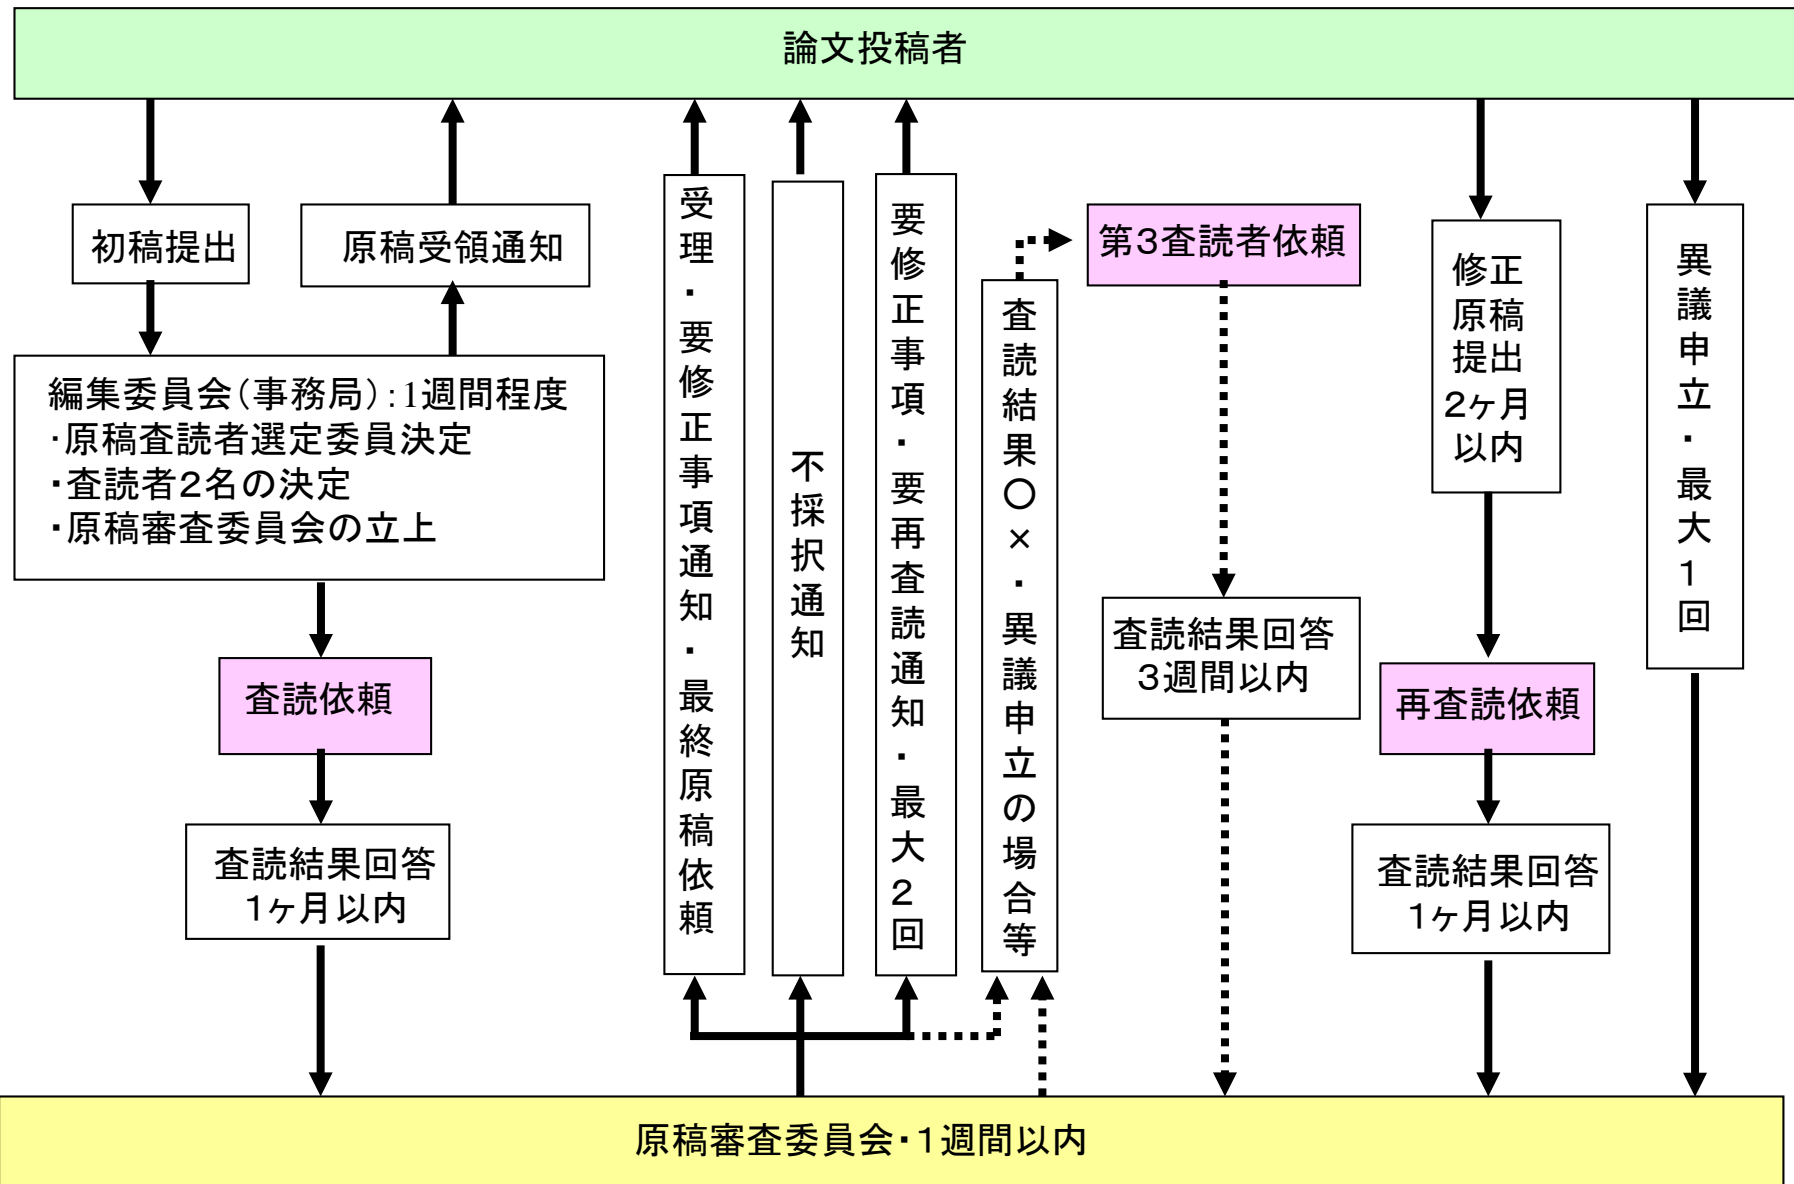 論文投稿者
初稿提出
原稿受領通知
編集委員会(事務局):1週間程度
・原稿査読者選定委員決定
・査読者2名の決定
・原稿審査委員会の立上
査読依頼
査読結果回答
1ヶ月以内
受理・要修正事項通知・最終原稿依頼
不採択通知
要修正事項・要再査読通知・最大2回
査読結果○×・異議申立の場合等
第3査読者依頼
査読結果回答
3週間以内
修正
原稿
提出
2ヶ月
以内
再査読依頼
査読結果回答
1ヶ月以内
異議申立・最大1回
原稿審査委員会・1週間以内